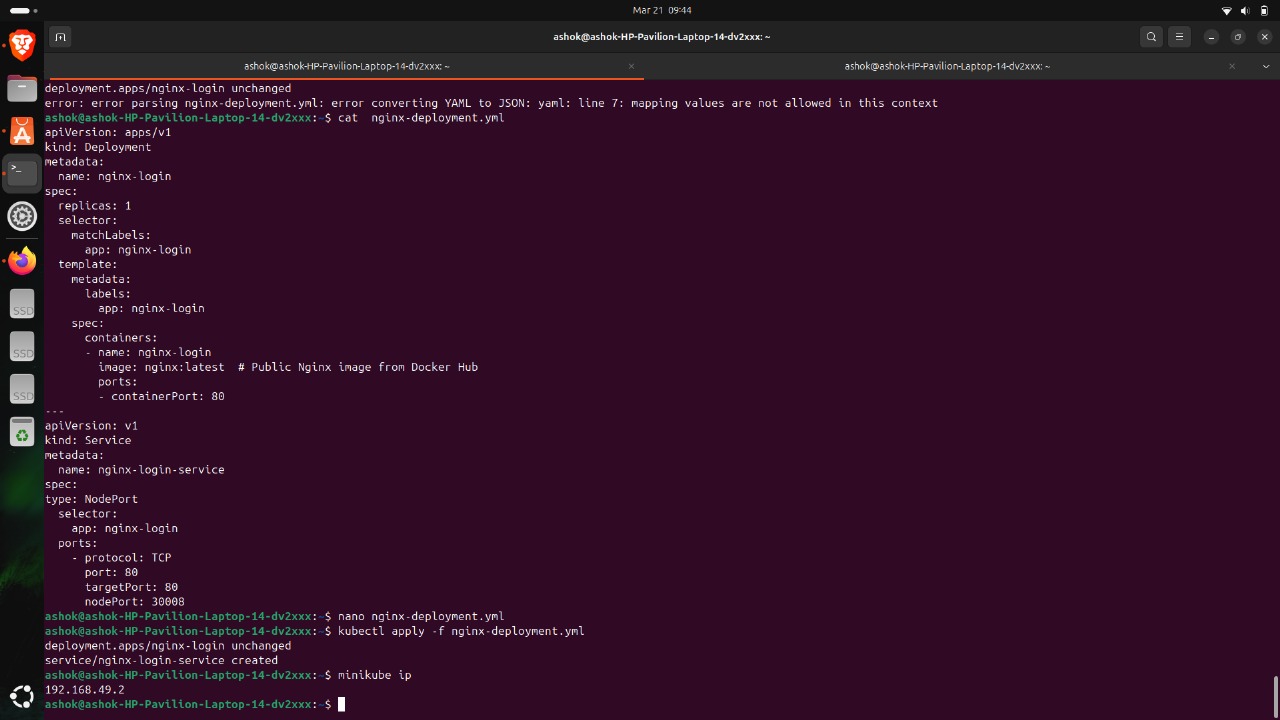 Mar 21 09:44
ashok@ashok-HP-Pavilion-Laptop-14-dv2xxx: ~
ashok@ashok-HP-Pavilion-Laptop-14-dv2xxx: ~
ashok@ashok-HP-Pavilion-Laptop-14-dv2xxx: ~
deployment.apps/nginx-login unchanged
error: error parsing nginx-deployment.yml: error converting YAML to JSON: yaml: line 7: mapping values are not allowed in this context
ashok@ashok-HP-Pavilion-Laptop-14-dv2xxx:~$ cat  nginx-deployment.yml
apiVersion: apps/v1
kind: Deployment
metadata:
  name: nginx-login
spec:
  replicas: 1
  selector:
    matchLabels:
      app: nginx-login
  template:
    metadata:
      labels:
        app: nginx-login
    spec:
      containers:
      - name: nginx-login
        image: nginx:latest  # Public Nginx image from Docker Hub
        ports:
        - containerPort: 80
---
apiVersion: v1
kind: Service
metadata:
  name: nginx-login-service
spec:
type: NodePort
  selector:
    app: nginx-login
  ports:
    - protocol: TCP
      port: 80
      targetPort: 80
      nodePort: 30008
ashok@ashok-HP-Pavilion-Laptop-14-dv2xxx:~$ nano nginx-deployment.yml
ashok@ashok-HP-Pavilion-Laptop-14-dv2xxx:~$ kubectl apply -f nginx-deployment.yml
deployment.apps/nginx-login unchanged
service/nginx-login-service created
ashok@ashok-HP-Pavilion-Laptop-14-dv2xxx:~$ minikube ip
192.168.49.2
ashok@ashok-HP-Pavilion-Laptop-14-dv2xxx:~$
SSD
SSD
SSD